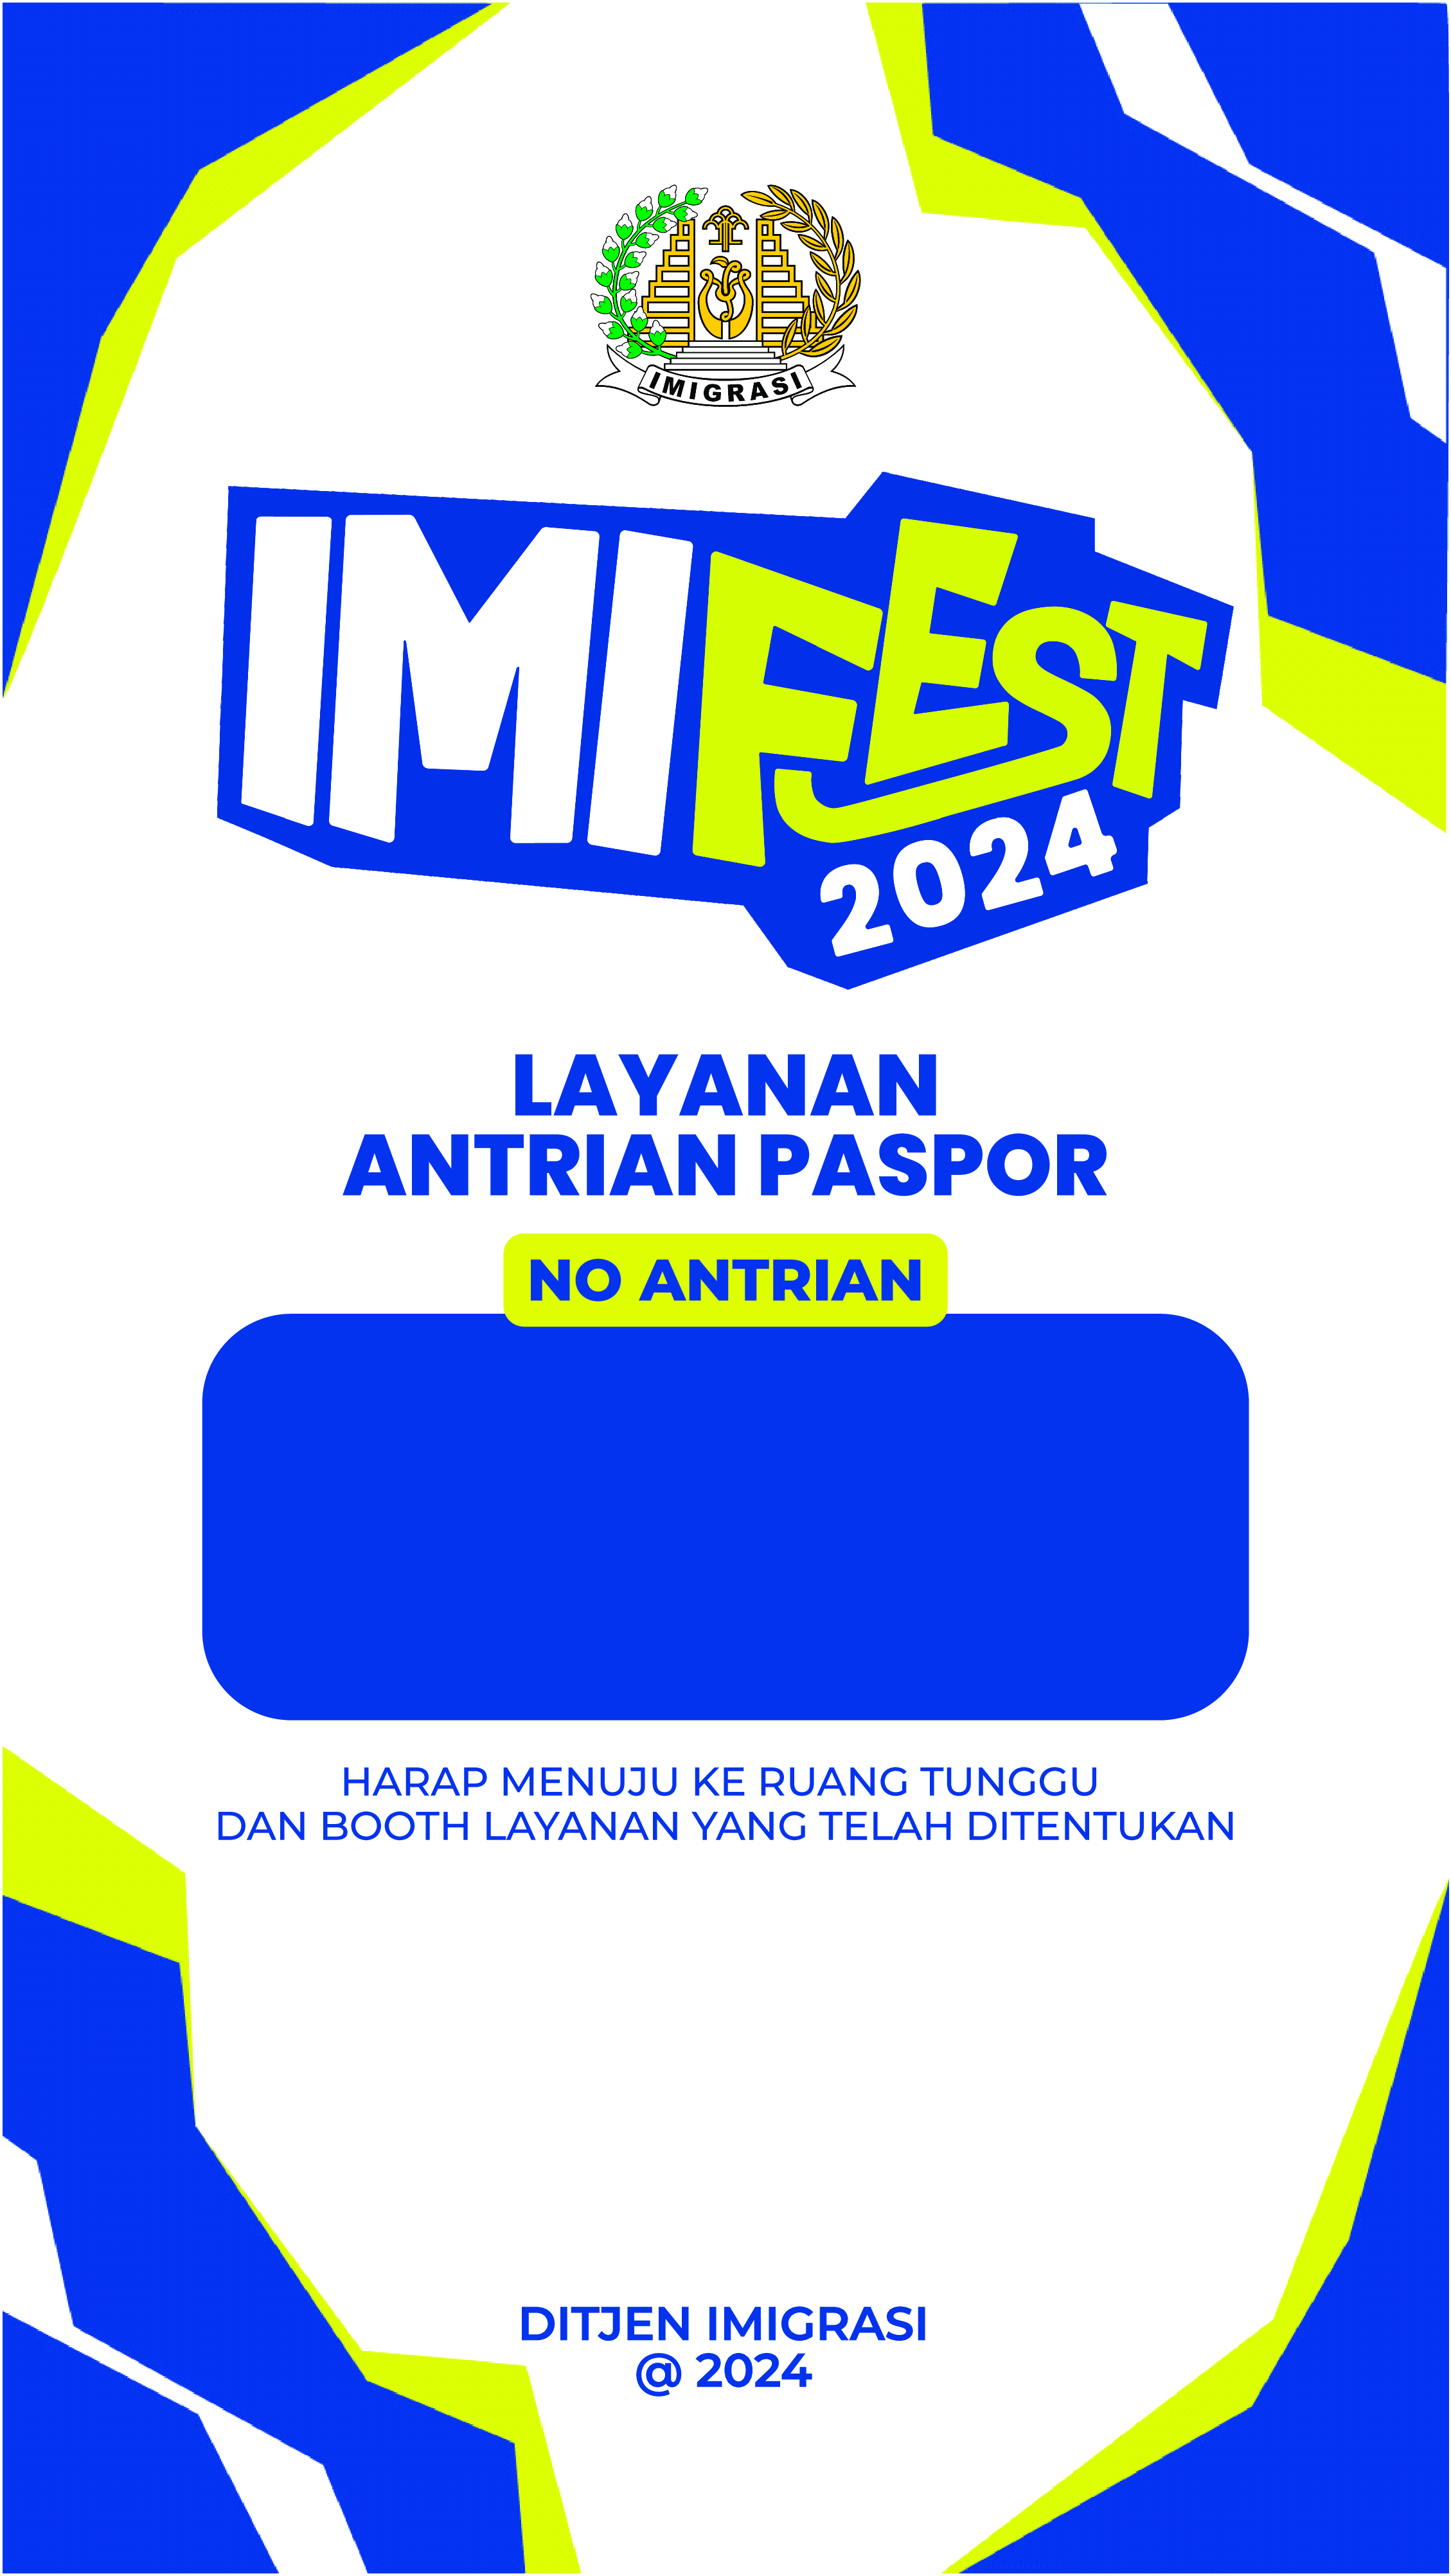 IMIGRASI
IMIFEST
2024
LAYANAN
ANTRIAN PASPOR
NO ANTRIAN
HARAP MENUJU KE RUANG TUNGGU
DAN BOOTH LAYANAN YANG TELAH DITENTUKAN
DITJEN IMIGRASI
@ 2024